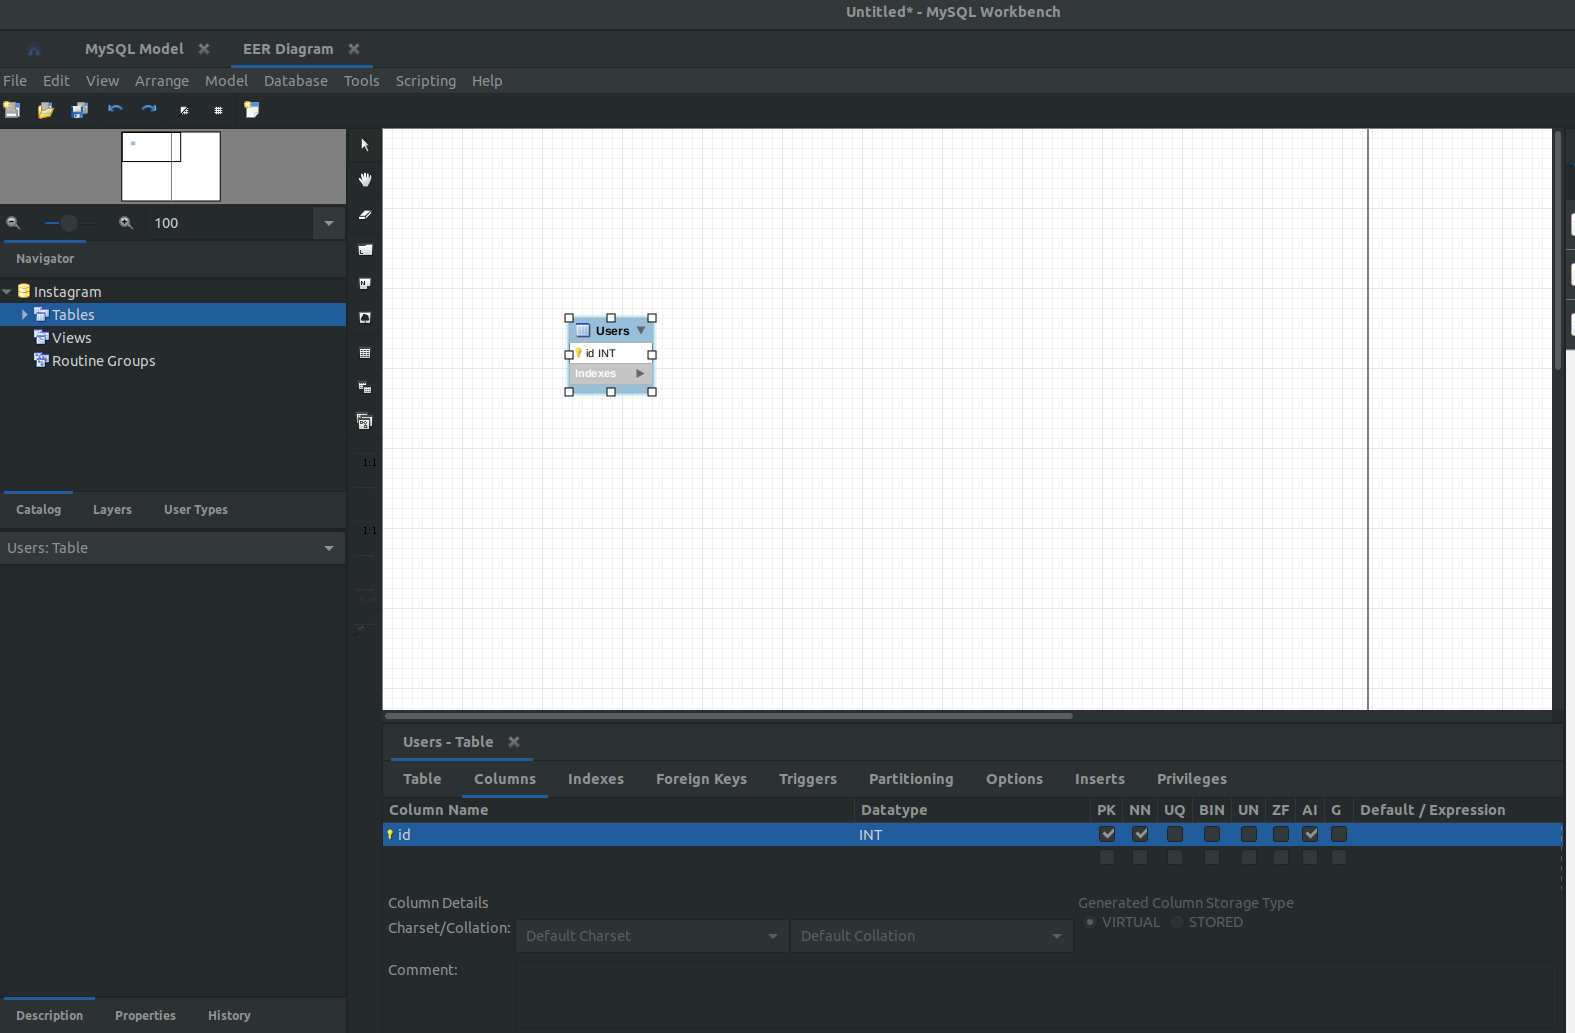 Untitled* - MySQL Workbench
MySQL Model EER Diagram
File Edit View Arrange Model Database Tools Scripting Help
100
Navigator
Instagram
Tables
Views
Routine Groups
Catalog Layers User Types
Users: Table
Description Properties History
1:1
1:1
Users
id INT
Indexes
Users - Table
Table Columns Indexes Foreign Keys Triggers Partitioning Options Inserts Privileges
Column Name Datatype PK NN UQ BIN UN ZF AI G Default / Expression
id INT
Column Details Generated Column Storage Type
Charset/Collation: Default Charset Default Collation VIRTUAL STORED
Comment: